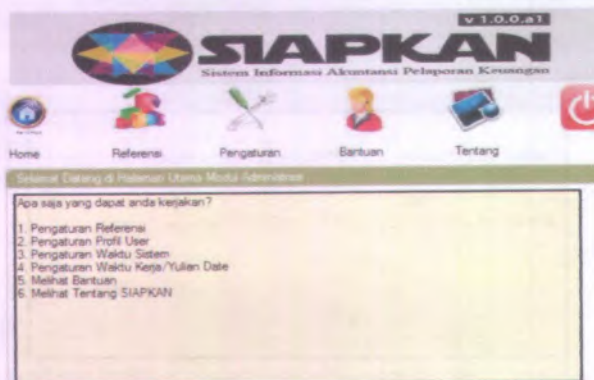 v 1.0.0.a1
SIAPKAN
Sistem Informasi Akuntansi Pelaporan Keuangan
Home Referensi Pengaturan Bantuan Tentang
Selamat Datang di Halaman Utama Modul Administrasi
Apa saja yang dapat anda kerjakan?
1. Pengaturan Referensi
2. Pengaturan Profil User
3. Pengaturan Waktu Sistem
4. Pengaturan Waktu Kerja/Yulian Date
5. Melihat Bantuan
6. Melihat Tentang SIAPKAN